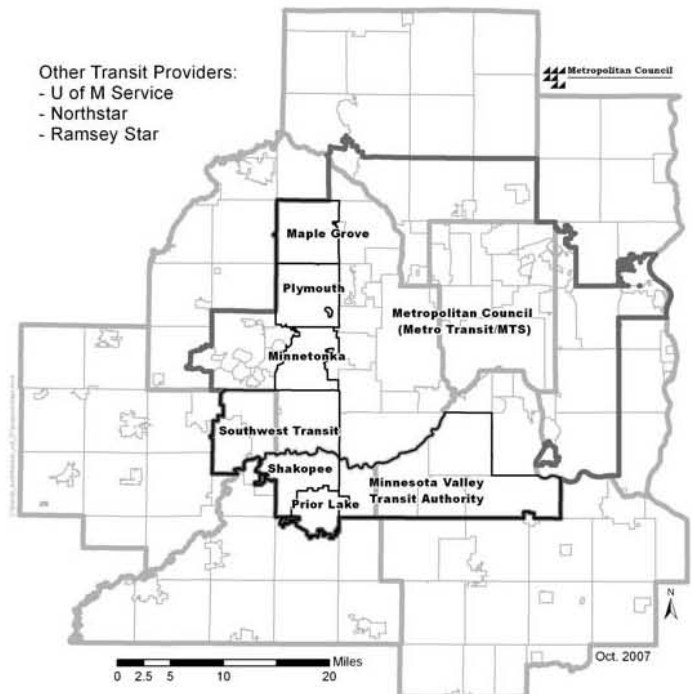 Other Transit Providers:
- U of M Service
- Northstar
- Ramsey Star
Metropolitan Council
Maple Grove
Plymouth
Metropolitan Council
(Metro Transit/MTS)
Minnetonka
Southwest Transit
Shakopee
Minnesota Valley
Transit Authority
Prior Lake
N
Oct. 2007
Miles
0 2.5 5 10 20